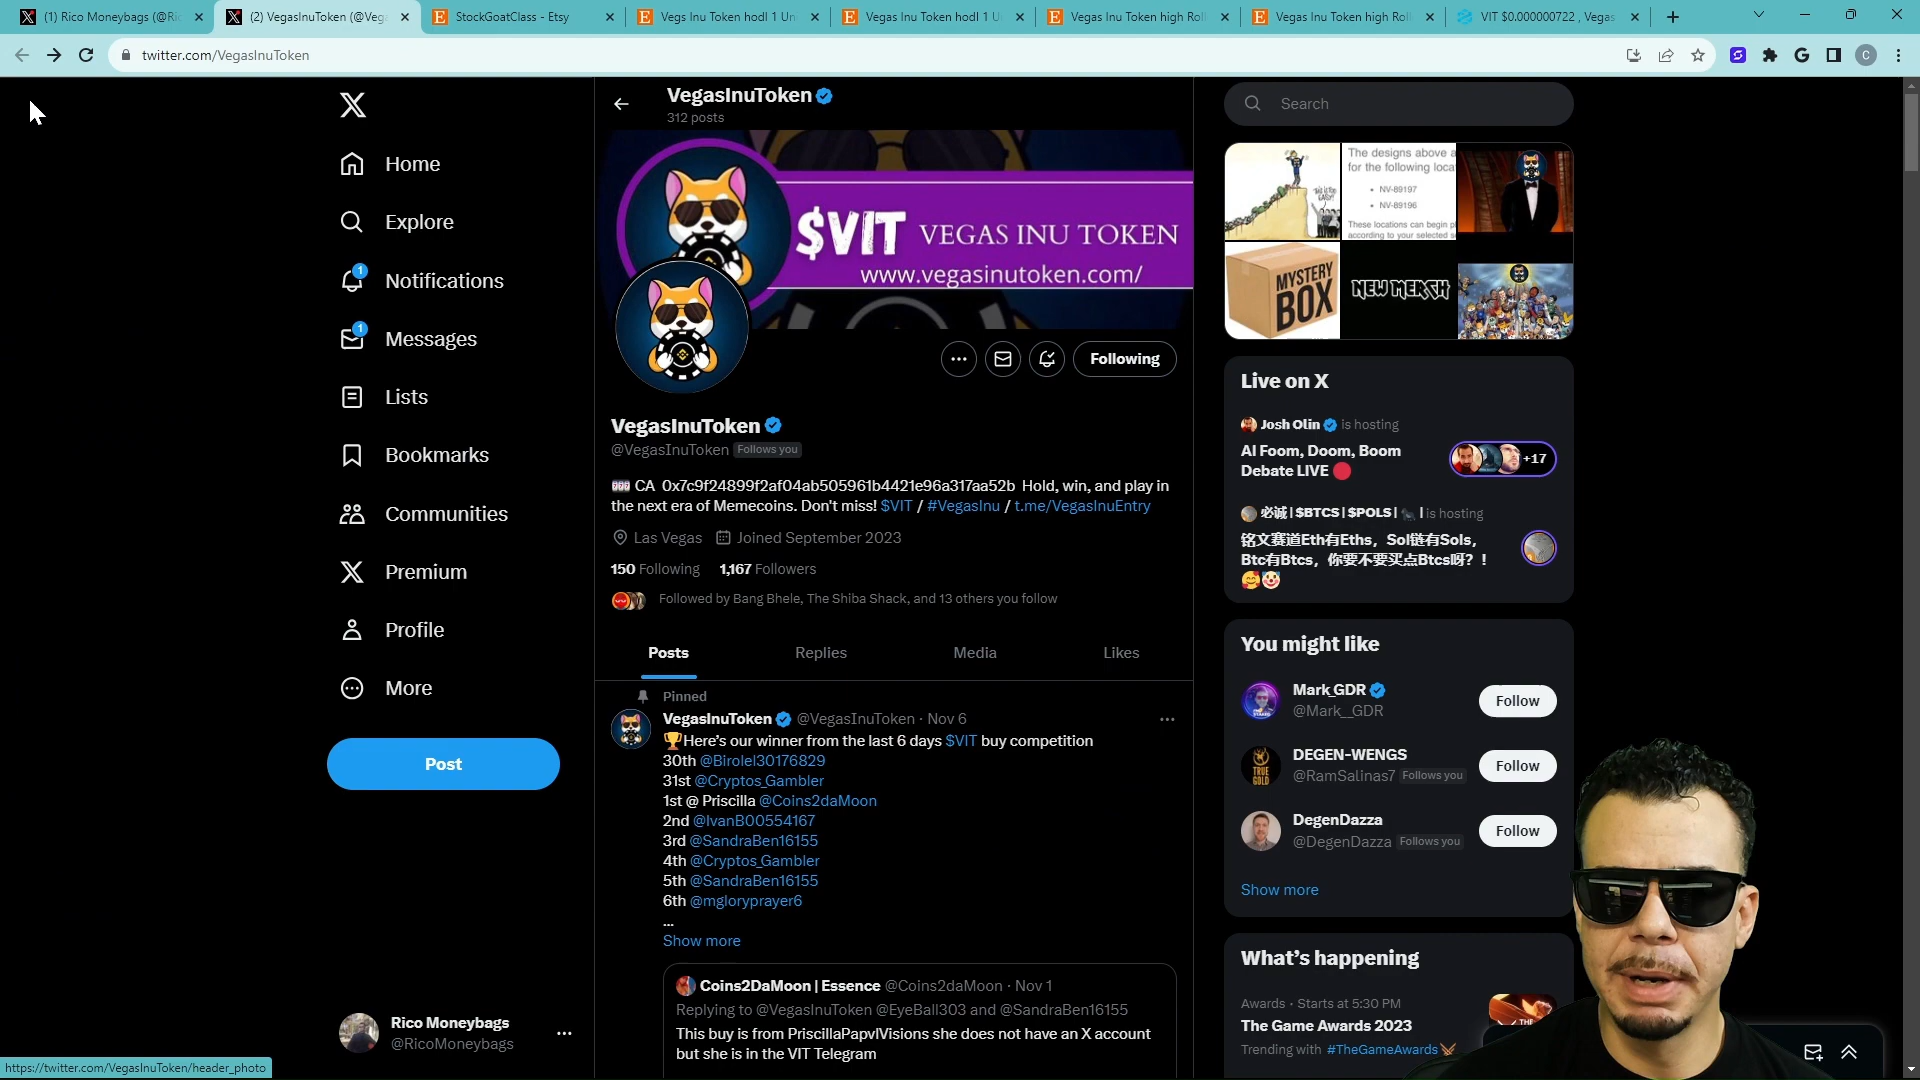 (1) Rico Moneybags (@Ric
(2) VegasInuToken (@Vega
StockGoatClass - Etsy
Vegs Inu Token hodl 1 Un
Vegas Inu Token hodl 1 U
Vegas Inu Token high Roll
Vegas Inu Token high Roll
VIT $0.000000722 , Vegas
twitter.com/VegasInuToken
C
X
Home
Explore
1
Notifications
1
Messages
Lists
Bookmarks
Communities
Premium
Profile
More
Post
Rico Moneybags
@RicoMoneybags
https://twitter.com/VegasInuToken/header_photo
VegasInuToken
312 posts
$VIT VEGAS INU TOKEN
www.vegasinutoken.com/
Following
VegasInuToken
@VegasInuToken Follows you
🎰 CA 0x7c9f24899f2af04ab505961b4421e96a317aa52b Hold, win, and play in
the next era of Memecoins. Don't miss! $VIT / #VegasInu / t.me/VegasInuEntry
Las Vegas Joined September 2023
150 Following 1,167 Followers
Followed by Bang Bhele, The Shiba Shack, and 13 others you follow
Posts Replies Media Likes
Pinned
VegasInuToken @VegasInuToken · Nov 6
🏆Here's our winner from the last 6 days $VIT buy competition
30th @Birolel30176829
31st @Cryptos_Gambler
1st @ Priscilla @Coins2daMoon
2nd @IvanB00554167
3rd @SandraBen16155
4th @Cryptos_Gambler
5th @SandraBen16155
6th @mgloryprayer6
...
Show more
Coins2DaMoon | Essence @Coins2daMoon · Nov 1
Replying to @VegasInuToken @EyeBall303 and @SandraBen16155
This buy is from PriscillaPapvlVisions she does not have an X account
but she is in the VIT Telegram
Search
The designs above a
for the following loca
• NV-89197
• NV-89196
These locations can begin pl
according to your selected s
MYSTERY
BOX
NEW MERCH
Live on X
Josh Olin is hosting
AI Foom, Doom, Boom
Debate LIVE 🔴
+17
必诚 | $BTCS | $POLS | 🐈‍⬛ | is hosting
铭文赛道Eth有Eths，Sol链有Sols，
Btc有Btcs，你要不要买点Btcs呀？！
🥰🤡
You might like
Mark GDR
@Mark__GDR
Follow
TRUE
GOLD
DEGEN-WENGS
@RamSalinas7 Follows you
Follow
DegenDazza
@DegenDazza Follows you
Follow
Show more
What's happening
Awards · Starts at 5:30 PM
The Game Awards 2023
Trending with #TheGameAwards
THE